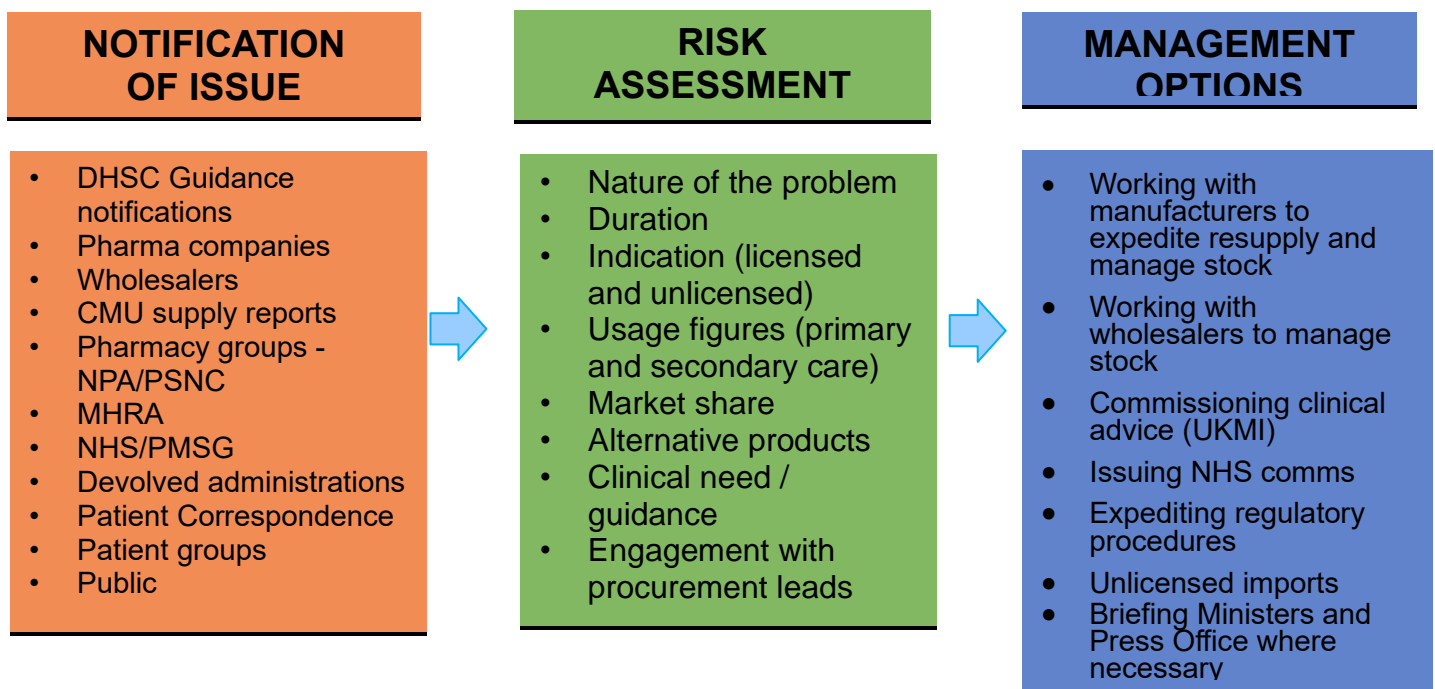 NOTIFICATION
OF ISSUE
• DHSC Guidance
notifications
• Pharma companies
• Wholesalers
• CMU supply reports
• Pharmacy groups -
NPA/PSNC
• MHRA
• NHS/PMSG
• Devolved administrations
• Patient Correspondence
• Patient groups
• Public
RISK
ASSESSMENT
• Nature of the problem
• Duration
• Indication (licensed
and unlicensed)
• Usage figures (primary
and secondary care)
• Market share
• Alternative products
• Clinical need /
guidance
• Engagement with
procurement leads
MANAGEMENT
OPTIONS
• Working with
manufacturers to
expedite resupply and
manage stock
• Working with
wholesalers to manage
stock
• Commissioning clinical
advice (UKMI)
• Issuing NHS comms
• Expediting regulatory
procedures
• Unlicensed imports
• Briefing Ministers and
Press Office where
necessary